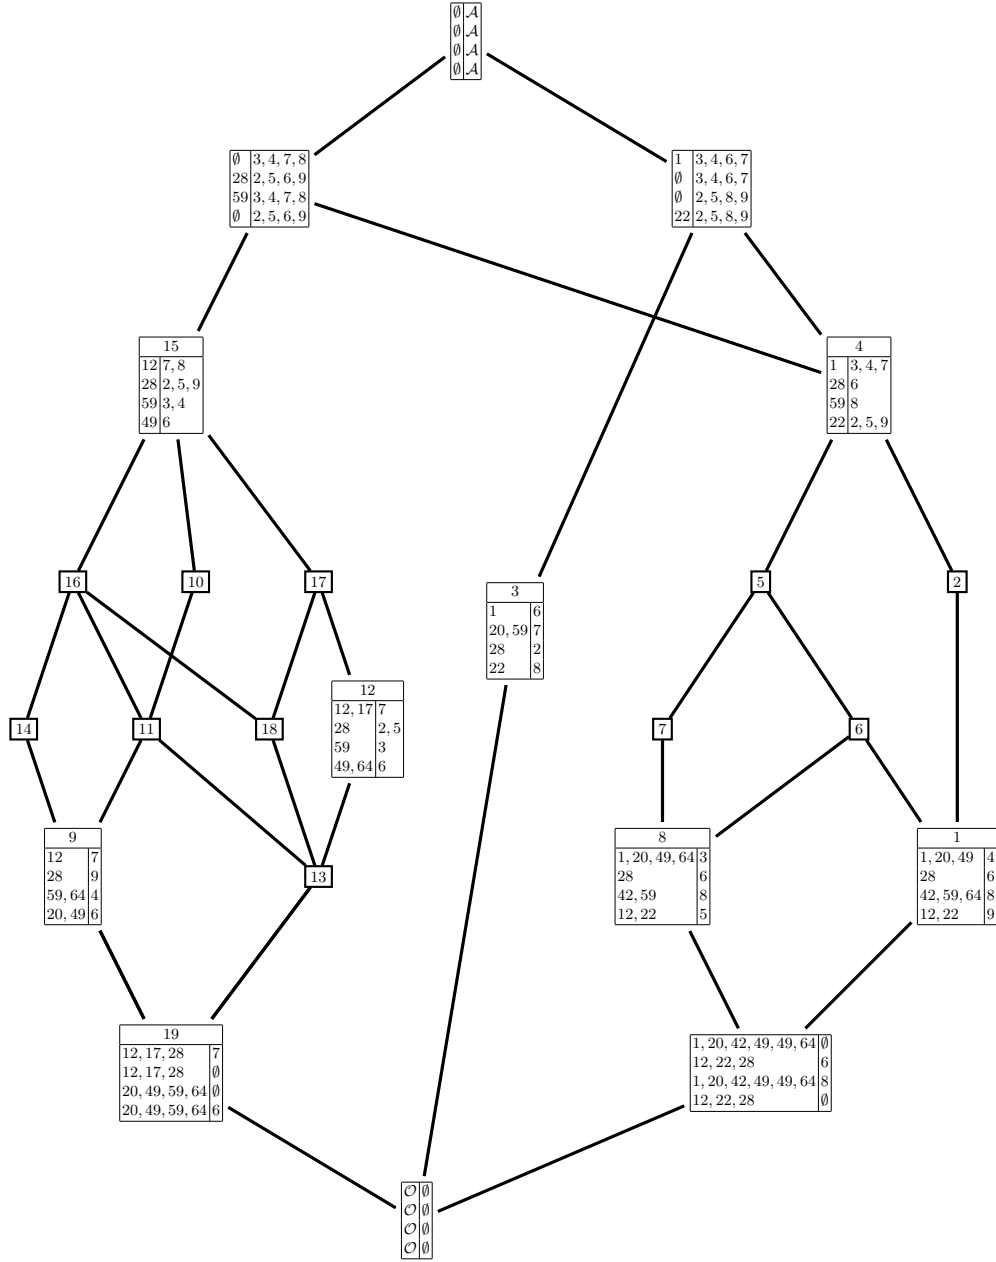 ∅ 𝒜
∅ 𝒜
∅ 𝒜
∅ 𝒜
∅ 3, 4, 7, 8
28 2, 5, 6, 9
59 3, 4, 7, 8
∅ 2, 5, 6, 9
1 3, 4, 6, 7
∅ 3, 4, 6, 7
∅ 2, 5, 8, 9
22 2, 5, 8, 9
15
12 7, 8
28 2, 5, 9
59 3, 4
49 6
4
1 3, 4, 7
28 6
59 8
22 2, 5, 9
16
10
17
3
1 6
20, 59 7
28 2
22 8
5
2
14
11
18
12
12, 17 7
28 2, 5
59 3
49, 64 6
7
6
9
12 7
28 9
59, 64 4
20, 49 6
13
8
1, 20, 49, 64 3
28 6
42, 59 8
12, 22 5
1
1, 20, 49 4
28 6
42, 59, 64 8
12, 22 9
19
12, 17, 28 7
12, 17, 28 ∅
20, 49, 59, 64 ∅
20, 49, 59, 64 6
1, 20, 42, 49, 49, 64 ∅
12, 22, 28 6
1, 20, 42, 49, 49, 64 8
12, 22, 28 ∅
𝒪 ∅
𝒪 ∅
𝒪 ∅
𝒪 ∅